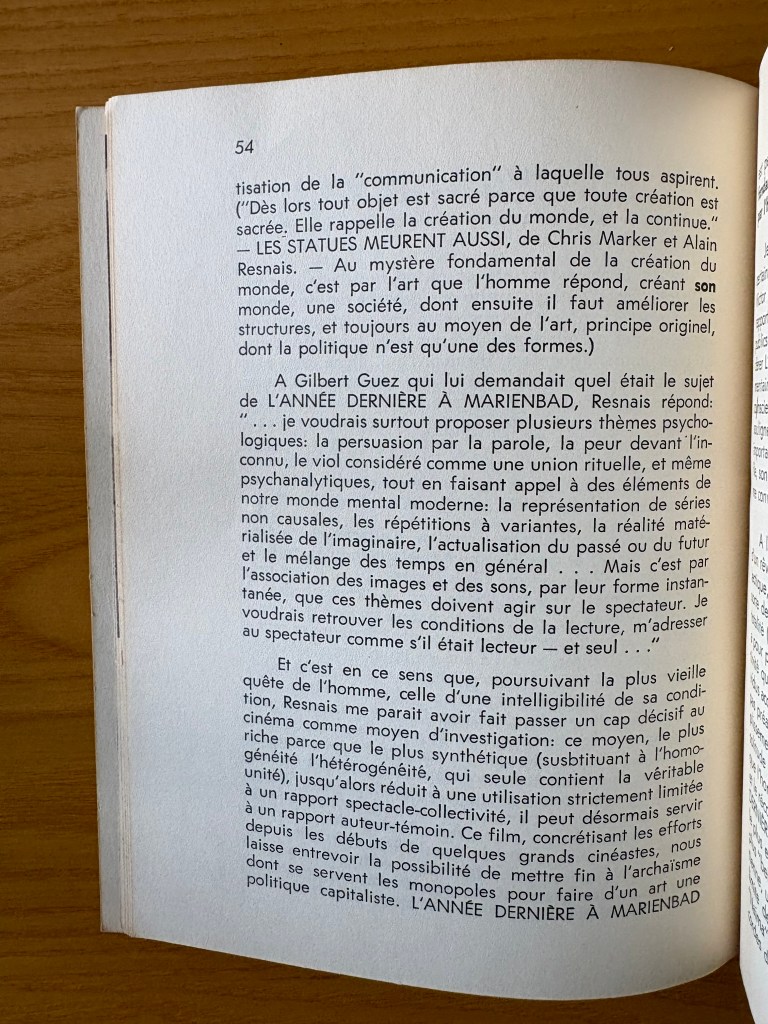 54
tisation de la "communication" à laquelle tous aspirent.
("Dès lors tout objet est sacré parce que toute création est
sacrée. Elle rappelle la création du monde, et la continue."
— LES STATUES MEURENT AUSSI, de Chris Marker et Alain
Resnais. — Au mystère fondamental de la création du
monde, c'est par l'art que l'homme répond, créant son
monde, une société, dont ensuite il faut améliorer les
structures, et toujours au moyen de l'art, principe originel,
dont la politique n'est qu'une des formes.)
A Gilbert Guez qui lui demandait quel était le sujet
de L'ANNÉE DERNIÈRE À MARIENBAD, Resnais répond:
" . . . je voudrais surtout proposer plusieurs thèmes psycho-
logiques: la persuasion par la parole, la peur devant l'in-
connu, le viol considéré comme une union rituelle, et même
psychanalytiques, tout en faisant appel à des éléments de
notre monde mental moderne: la représentation de séries
non causales, les répétitions à variantes, la réalité maté-
rialisée de l'imaginaire, l'actualisation du passé ou du futur
et le mélange des temps en général . . . Mais c'est par
l'association des images et des sons, par leur forme instan-
tanée, que ces thèmes doivent agir sur le spectateur. Je
voudrais retrouver les conditions de la lecture, m'adresser
au spectateur comme s'il était lecteur — et seul . . ."
Et c'est en ce sens que, poursuivant la plus vieille
quête de l'homme, celle d'une intelligibilité de sa condi-
tion, Resnais me parait avoir fait passer un cap décisif au
cinéma comme moyen d'investigation: ce moyen, le plus
riche parce que le plus synthétique (susbtituant à l'homo-
généité l'hétérogénéité, qui seule contient la véritable
unité), jusqu'alors réduit à une utilisation strictement limitée
à un rapport spectacle-collectivité, il peut désormais servir
à un rapport auteur-témoin. Ce film, concrétisant les efforts
depuis les débuts de quelques grands cinéastes, nous
laisse entrevoir la possibilité de mettre fin à l'archaïsme
dont se servent les monopoles pour faire d'un art une
politique capitaliste. L'ANNÉE DERNIÈRE À MARIENBAD